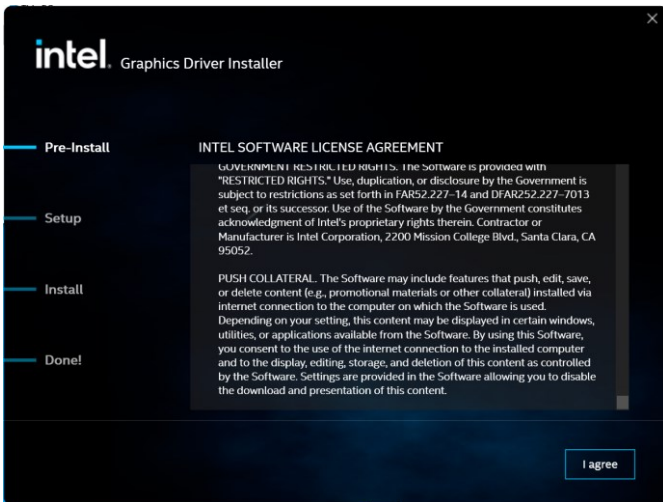 intel. Graphics Driver Installer
Pre-Install
Setup
Install
Done!
INTEL SOFTWARE LICENSE AGREEMENT
GOVERNMENT RESTRICTED RIGHTS. The Software is provided with
"RESTRICTED RIGHTS." Use, duplication, or disclosure by the Government is
subject to restrictions as set forth in FAR52.227–14 and DFAR252.227–7013
et seq. or its successor. Use of the Software by the Government constitutes
acknowledgment of Intel's proprietary rights therein. Contractor or
Manufacturer is Intel Corporation, 2200 Mission College Blvd., Santa Clara, CA
95052.
PUSH COLLATERAL. The Software may include features that push, edit, save,
or delete content (e.g., promotional materials or other collateral) installed via
internet connection to the computer on which the Software is used.
Depending on your setting, this content may be displayed in certain windows,
utilities, or applications available from the Software. By using this Software,
you consent to the use of the internet connection to the installed computer
and to the display, editing, storage, and deletion of this content as controlled
by the Software. Settings are provided in the Software allowing you to disable
the download and presentation of this content.
I agree